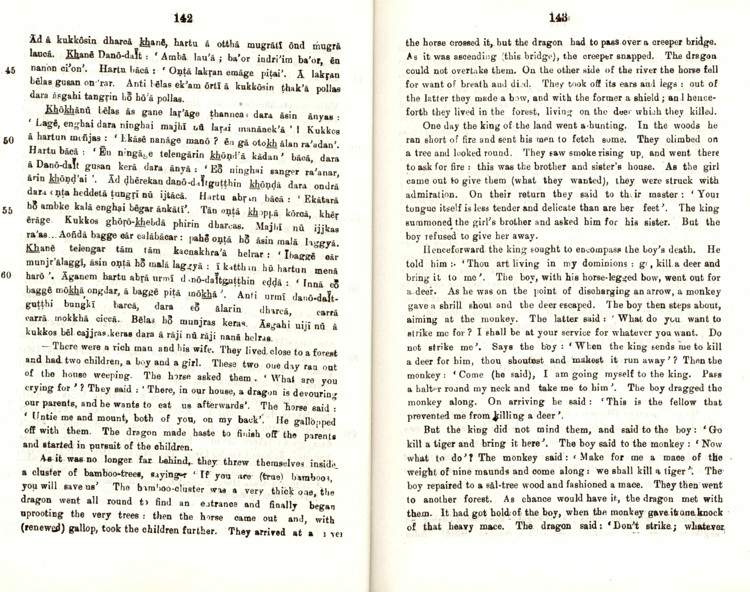 142
Ād ā kukkōsin dharcā khanē, hartu ā otthā mugrātī ōnd mugrā
laucā. Khanē Danō-dalt : ' Ambā lau'ā ; ba'or indri'im ba'or, ēn
45 nanon ci'on'. Hartu bācā : ' Onṭā lakṛan emāge piṭai'. Ā lakṛan
bēlas gusan on rar. Anti bēlas ek'am ōrtī ā kukkōsin ṭhak'ā pollas
dara āsgahi tangṛin hō hō'ā pollas.
Khōkhānū bēlas ās gane laṛ'āge ṭhannea dara āsin ānyas :
' Lagē, enghai dara ninghai majhī nū laṛai manānek'ā ' ! Kukkos
50 ā hartun menjas : ' Ekāsē nanāge manō ? ēn gā otokh ālan ra'adan'.
Hartu bācā : ' Ēn ningāge telengārin khōnd'ā kādan' bācā, dara
ā Danō-dalt gusan kerā dara ānyā : ' Eō ninghai sanger ra'anar,
ārin khōnd'ai '. Ād dhērekan danō-daltguṭṭhin khōnḍā dara ondrā
dara onṭa heddeṭā ṭungrī nū ijtācā. Hartu abṛan bācā : ' Ekātarā
55 hō ambke kalā enghai bēgar ānkātī'. Tān onṭā khoppā kōrcā, khēr
ērāge. Kukkos ghōṛō-khebdā phirin dharcas. Majhī nū ijjkas
ra'as... Aofidā bagge oār calābācar : pahē onṭā hō āsin malā laggyā.
Khanē telengar tām tām kacnakhra'ā helrar : ' Ibaggē oār
munjr'ālaggī, āsin onṭā hō malā laggyā : ī katthan nū hartun menā
60 harō '. Āganem hartu abṛā urmī danō-daltgaṭṭhin eḍḍā : ' Innā eō
baggē mōkhā ongdar, ā baggē piṭā mōkhā '. Anti urmī danō-dalt-
guṭṭhi bungkī barcā, dara eō ālarin dharcā, carrā
carrā mokkhā ciccā. Bēlas hō munjras keras. Āsgahi uiji nū ā
kukkos bēl cajjras keras dara ā rāji nū rāji nanā helras.
— There were a rich man and his wife. They lived close to a forest
and had two children, a boy and a girl. These two one day ran out
of the house weeping. The horse asked them. ' What are you
crying for ' ? They said : ' There, in our house, a dragon is devouring
our parents, and he wants to eat us afterwards'. The horse said :
' Untie me and mount, both of you, on my back'. He galloped
off with them. The dragon made haste to finish off the parents
and started in pursuit of the children.
As it was no longer far behind, they threw themselves inside
a cluster of bamboo-trees, saying : ' If you are (true) bamboos,
you will save us' The bamboo-cluster was a very thick one, the
dragon went all round to find an entrance and finally began
uprooting the very trees : then the horse came out and, with
(renewed) gallop, took the children further. They arrived at a river
143
the horse crossed it, but the dragon had to pass over a creeper bridge.
As it was ascending (this bridge), the creeper snapped. The dragon
could not overtake them. On the other side of the river the horse fell
for want of breath and died. They took off its ears and legs : out of
the latter they made a bow, and with the former a shield ; and hence-
forth they lived in the forest, living on the deer which they killed.
One day the king of the land went a-hunting. In the woods he
ran short of fire and sent his men to fetch some. They climbed on
a tree and looked round. They saw smoke rising up, and went there
to ask for fire : this was the brother and sister's house. As the girl
came out to give them (what they wanted), they were struck with
admiration. On their return they said to their master : ' Your
tongue itself is less tender and delicate than are her feet '. The king
summoned the girl's brother and asked him for his sister. But the
boy refused to give her away.
Henceforward the king sought to encompass the boy's death. He
told him :- ' Thou art living in my dominions : go, kill a deer and
bring it to me '. The boy, with his horse-legged bow, went out for
a deer. As he was on the point of discharging an arrow, a monkey
gave a shrill shout and the deer escaped. The boy then steps about,
aiming at the monkey. The latter said : ' What do you want to
strike me for ? I shall be at your service for whatever you want. Do
not strike me '. Says the boy : ' When the king sends me to kill
a deer for him, thou shoutest and makest it run away' ? Then the
monkey : ' Come (he said), I am going myself to the king. Pass
a halter round my neck and take me to him '. The boy dragged the
monkey along. On arriving he said : ' This is the fellow that
prevented me from killing a deer '.
But the king did not mind them, and said to the boy : ' Go
kill a tiger and bring it here '. The boy said to the monkey : ' Now
what to do' ? The monkey said : ' Make for me a mace of the
weight of nine maunds and come along : we shall kill a tiger '. The
boy repaired to a sāl-tree wood and fashioned a mace. They then went
to another forest. As chance would have it, the dragon met with
them. It had got hold of the boy, when the monkey gave it one knock
of that heavy mace. The dragon said : ' Don't strike ; whatever